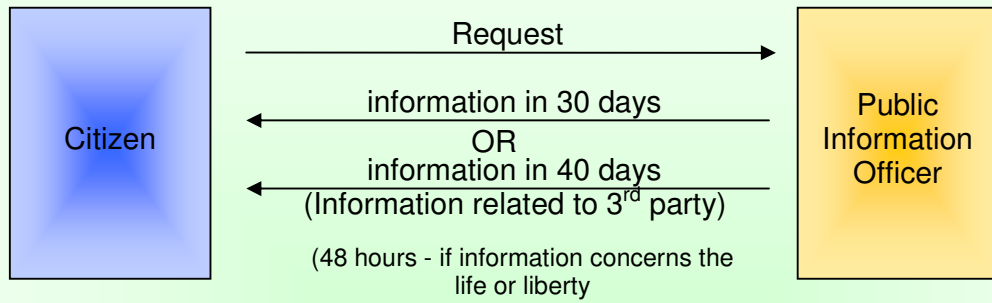 Citizen
Request
information in 30 days
OR
information in 40 days
(Information related to 3rd party)
(48 hours - if information concerns the
life or liberty
Public
Information
Officer